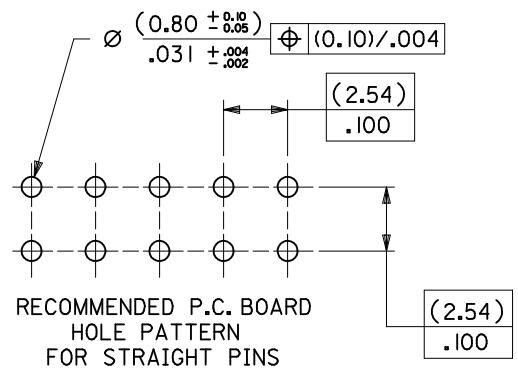 ⌀ (0.80 +0.10 -0.05) ⌖ (0.10)/.004
.031 +.004 -.002
(2.54)
.100
(2.54)
.100
RECOMMENDED P.C. BOARD
HOLE PATTERN
FOR STRAIGHT PINS